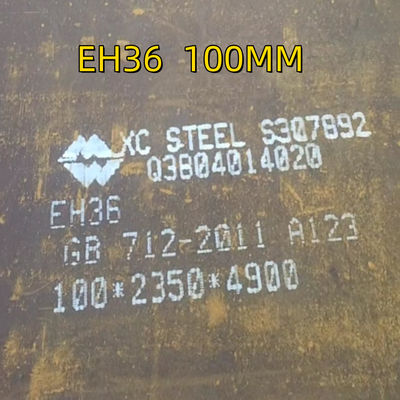 EH36 100MM
XC STEEL S307892
Q3804014020
EH36
GB 712-2011 A123
100*2350*4900